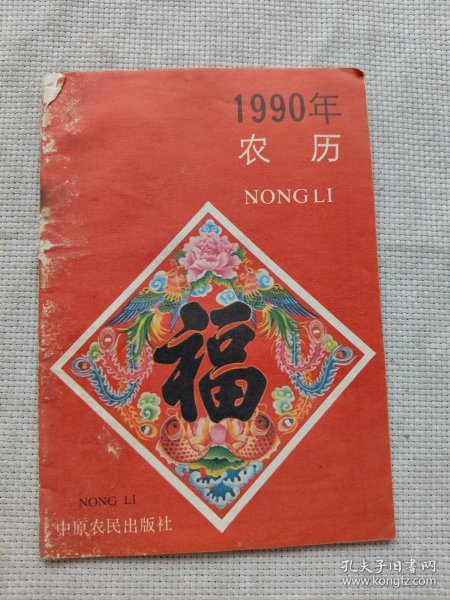 1990年
农 历
NONG LI
福
NONG LI
中原农民出版社
孔夫子旧书网
www.kongfz.com